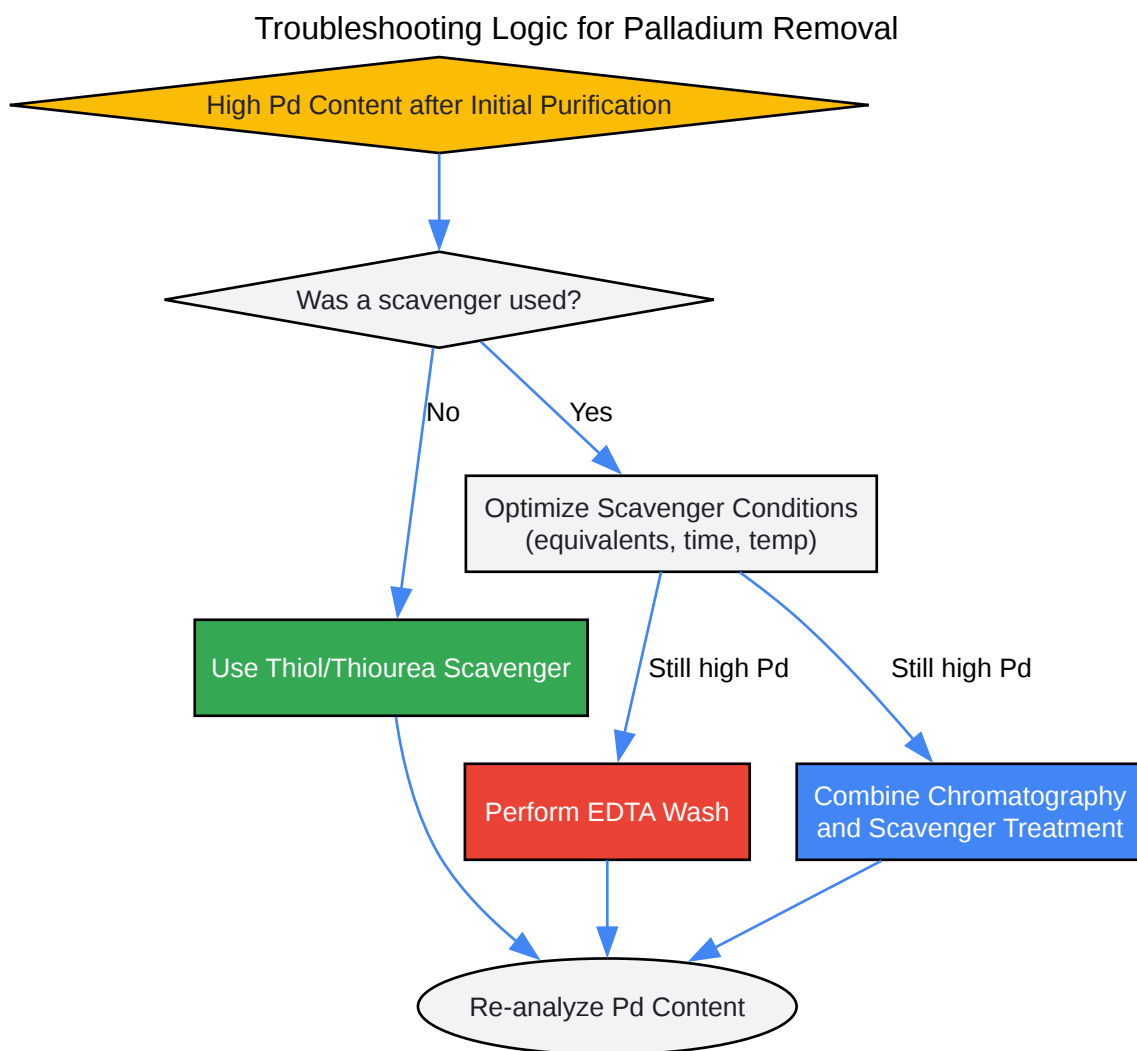 Troubleshooting Logic for Palladium Removal
High Pd Content after Initial Purification
Was a scavenger used?
No
Yes
Optimize Scavenger Conditions
(equivalents, time, temp)
Use Thiol/Thiourea Scavenger
Still high Pd
Still high Pd
Perform EDTA Wash
Combine Chromatography
and Scavenger Treatment
Re-analyze Pd Content